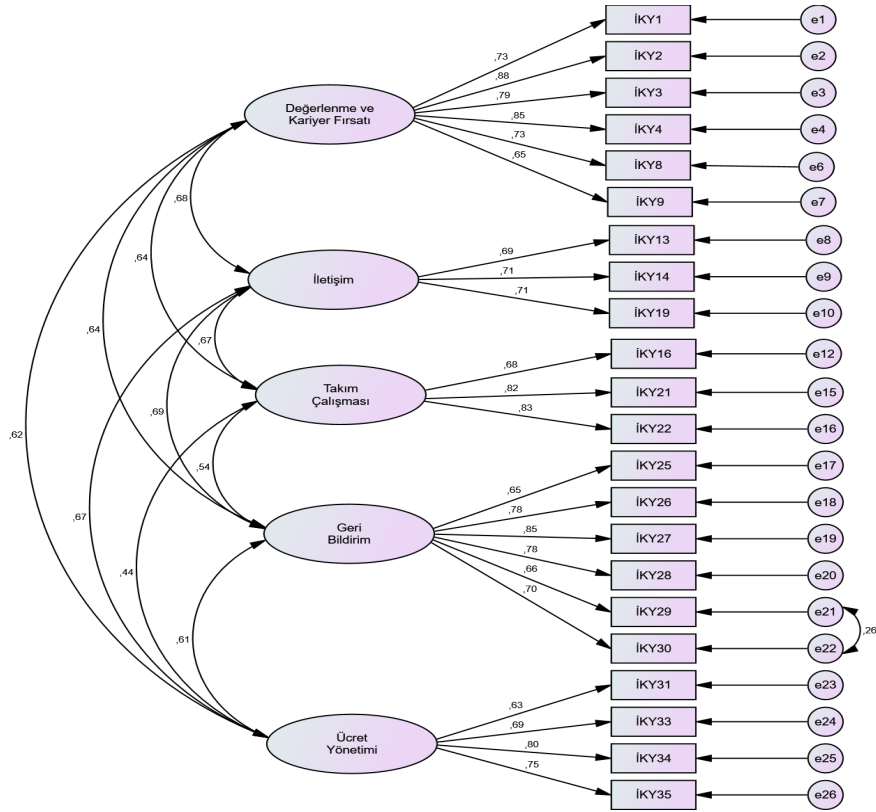 İKY1
e1
,73
İKY2
e2
,88
İKY3
e3
,79
Değerlenme ve
Kariyer Fırsatı
İKY4
e4
,85
İKY8
e6
,73
İKY9
e7
,65
,68
İKY13
e8
,69
,64
İletişim
İKY14
e9
,71
İKY19
e10
,71
,64
,67
İKY16
e12
,68
Takım
Çalışması
İKY21
e15
,82
,69
İKY22
e16
,83
,62
,54
İKY25
e17
,65
,67
İKY26
e18
,78
Geri
Bildirim
İKY27
e19
,85
,44
İKY28
e20
,78
İKY29
e21
,66
,70
,26
,61
İKY30
e22
İKY31
e23
,63
İKY33
e24
,69
Ücret
Yönetimi
İKY34
e25
,80
İKY35
e26
,75